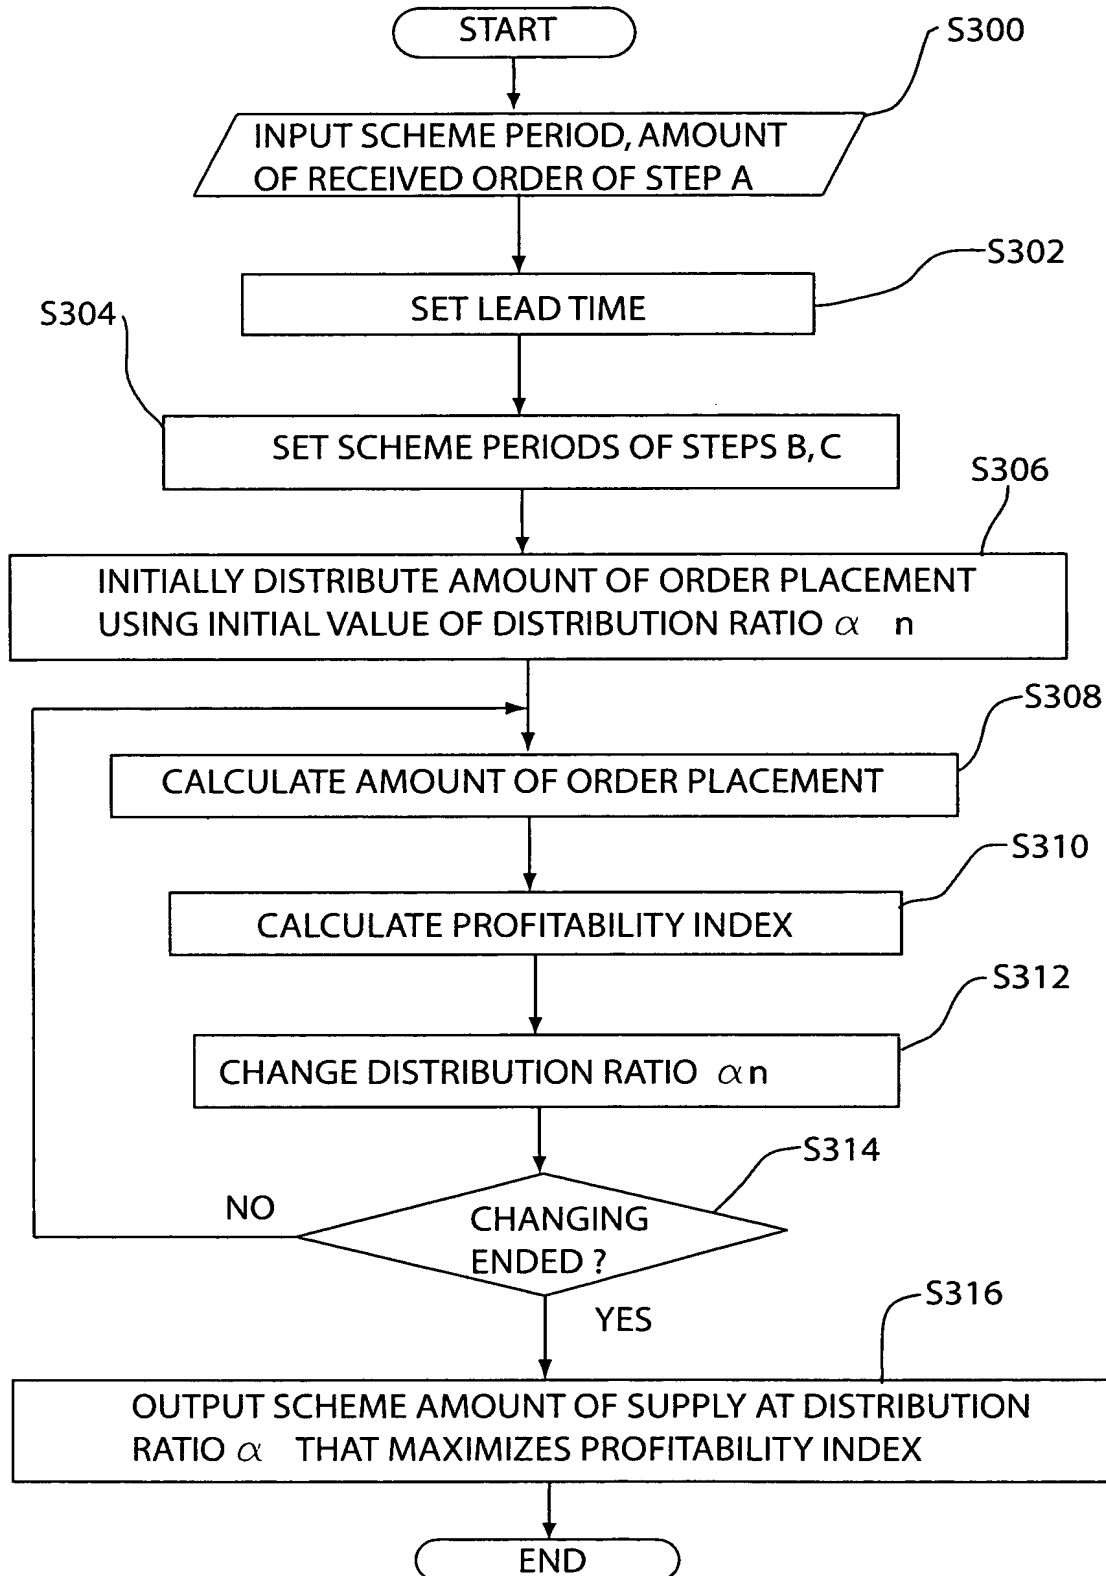 START
S300
INPUT SCHEME PERIOD, AMOUNT
OF RECEIVED ORDER OF STEP A
S302
SET LEAD TIME
S304
SET SCHEME PERIODS OF STEPS B, C
S306
INITIALLY DISTRIBUTE AMOUNT OF ORDER PLACEMENT
USING INITIAL VALUE OF DISTRIBUTION RATIO α n
S308
CALCULATE AMOUNT OF ORDER PLACEMENT
S310
CALCULATE PROFITABILITY INDEX
S312
CHANGE DISTRIBUTION RATIO αn
S314
NO
CHANGING
ENDED ?
YES
S316
OUTPUT SCHEME AMOUNT OF SUPPLY AT DISTRIBUTION
RATIO α THAT MAXIMIZES PROFITABILITY INDEX
END